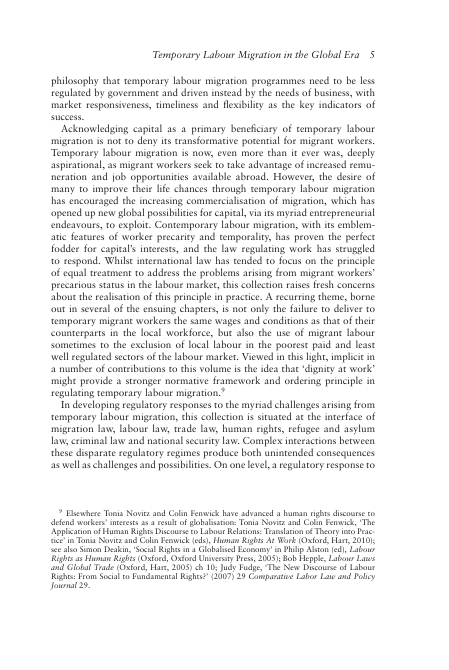 Temporary Labour Migration in the Global Era 5
philosophy that temporary labour migration programmes need to be less
regulated by government and driven instead by the needs of business, with
market responsiveness, timeliness and flexibility as the key indicators of
success.
Acknowledging capital as a primary beneficiary of temporary labour
migration is not to deny its transformative potential for migrant workers.
Temporary labour migration is now, even more than it ever was, deeply
aspirational, as migrant workers seek to take advantage of increased remu-
neration and job opportunities available abroad. However, the desire of
many to improve their life chances through temporary labour migration
has encouraged the increasing commercialisation of migration, which has
opened up new global possibilities for capital, via its myriad entrepreneurial
endeavours, to exploit. Contemporary labour migration, with its emblem-
atic features of worker precarity and temporality, has proven the perfect
fodder for capital's interests, and the law regulating work has struggled
to respond. Whilst international law has tended to focus on the principle
of equal treatment to address the problems arising from migrant workers'
precarious status in the labour market, this collection raises fresh concerns
about the realisation of this principle in practice. A recurring theme, borne
out in several of the ensuing chapters, is not only the failure to deliver to
temporary migrant workers the same wages and conditions as that of their
counterparts in the local workforce, but also the use of migrant labour
sometimes to the exclusion of local labour in the poorest paid and least
well regulated sectors of the labour market. Viewed in this light, implicit in
a number of contributions to this volume is the idea that 'dignity at work'
might provide a stronger normative framework and ordering principle in
regulating temporary labour migration.9
In developing regulatory responses to the myriad challenges arising from
temporary labour migration, this collection is situated at the interface of
migration law, labour law, trade law, human rights, refugee and asylum
law, criminal law and national security law. Complex interactions between
these disparate regulatory regimes produce both unintended consequences
as well as challenges and possibilities. On one level, a regulatory response to
9 Elsewhere Tonia Novitz and Colin Fenwick have advanced a human rights discourse to
defend workers' interests as a result of globalisation: Tonia Novitz and Colin Fenwick, 'The
Application of Human Rights Discourse to Labour Relations: Translation of Theory into Prac-
tice' in Tonia Novitz and Colin Fenwick (eds), Human Rights At Work (Oxford, Hart, 2010);
see also Simon Deakin, 'Social Rights in a Globalised Economy' in Philip Alston (ed), Labour
Rights as Human Rights (Oxford, Oxford University Press, 2005); Bob Hepple, Labour Laws
and Global Trade (Oxford, Hart, 2005) ch 10; Judy Fudge, 'The New Discourse of Labour
Rights: From Social to Fundamental Rights?' (2007) 29 Comparative Labor Law and Policy
Journal 29.